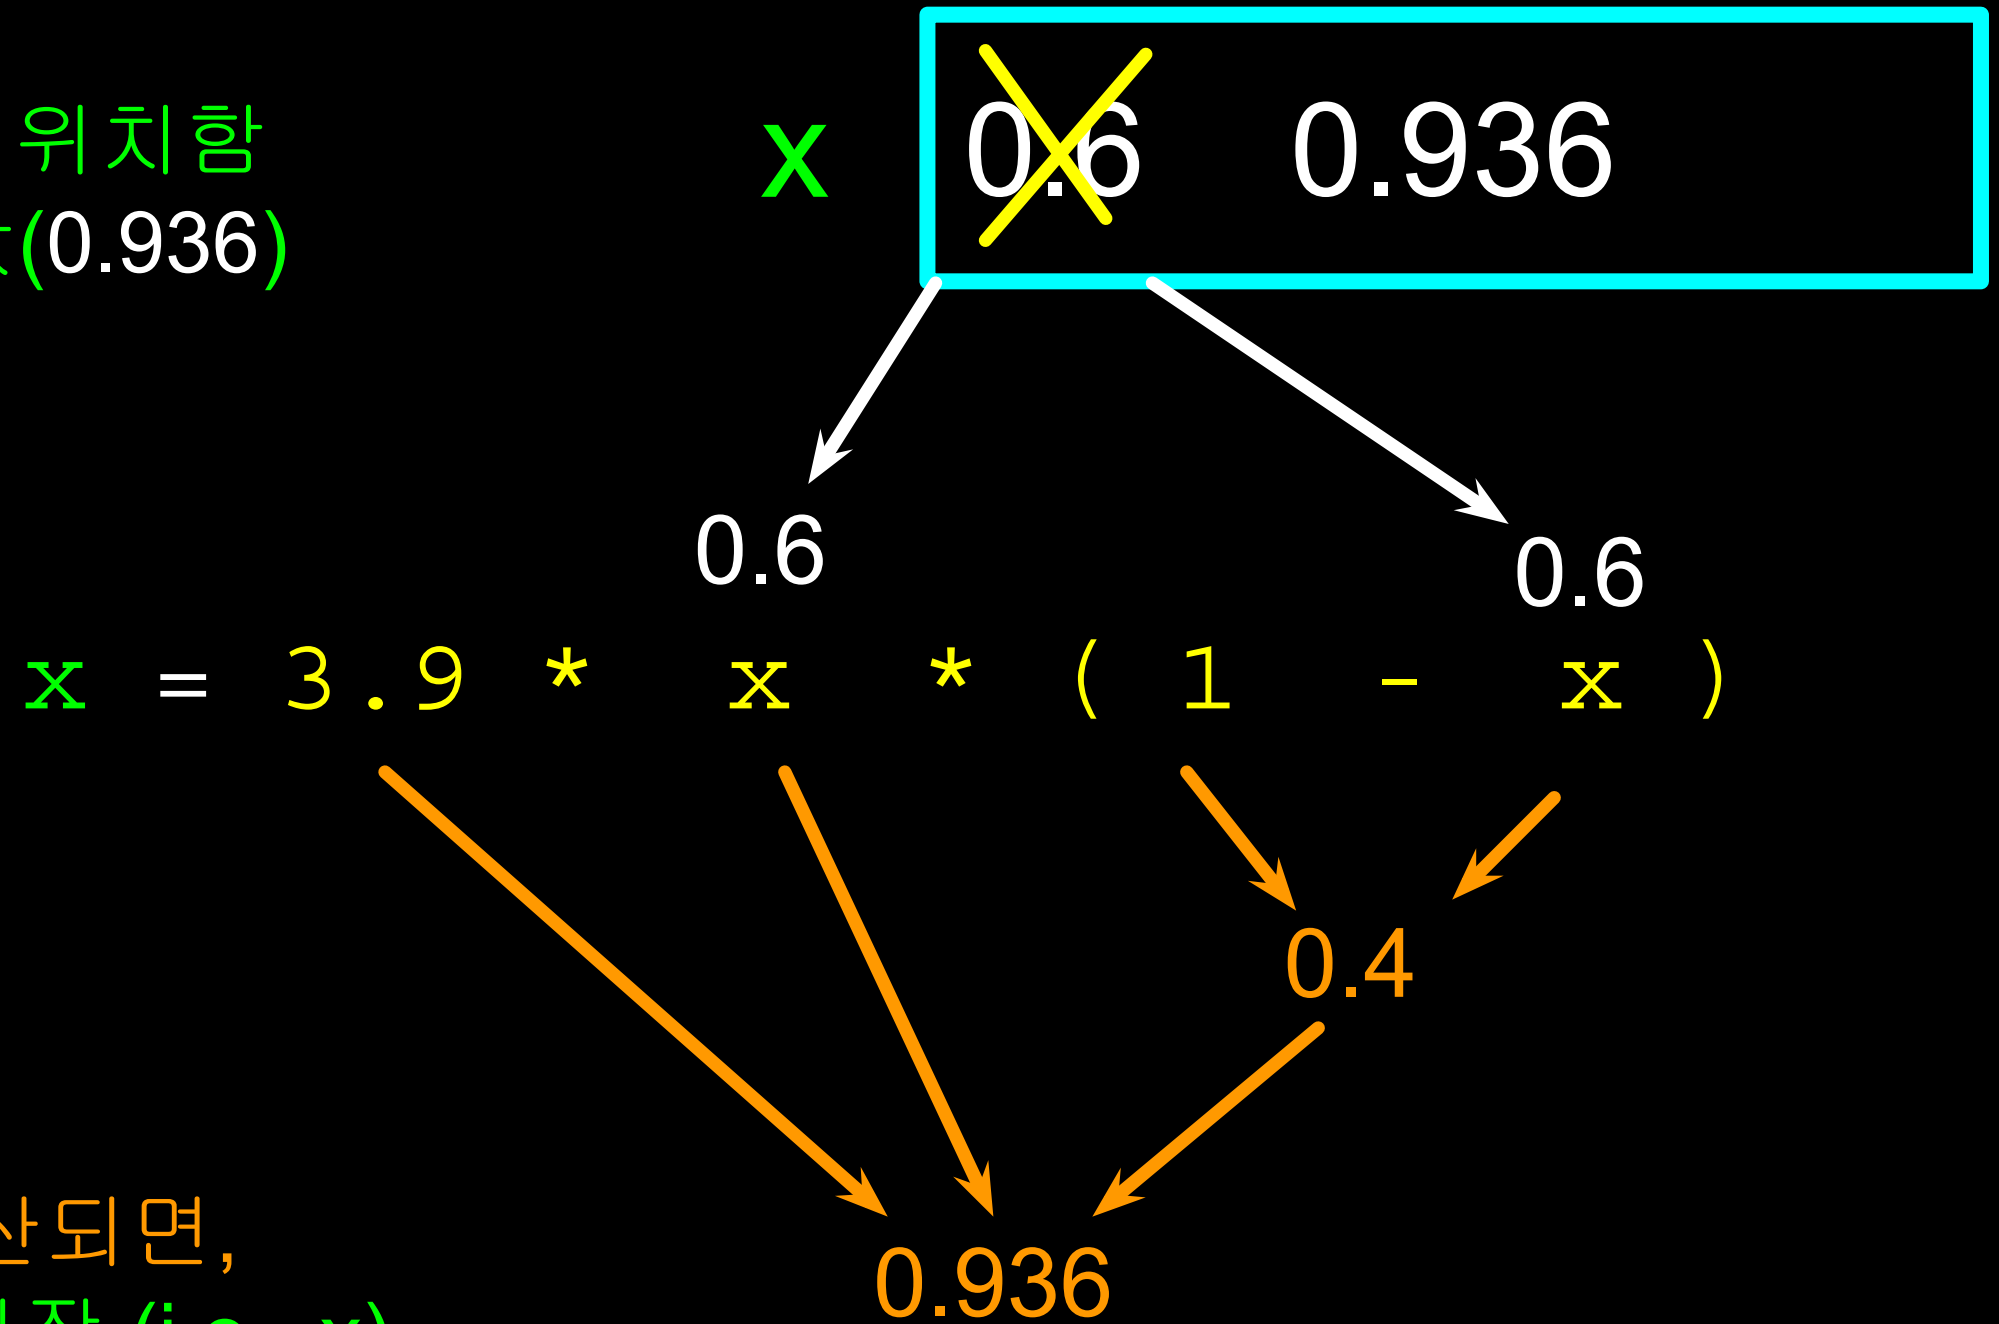 위치함
x 0.6 0.936
(0.936)
0.6 0.6
x = 3.9 * x * ( 1 - x )
0.4
되면,
0.936
(i.e., x)